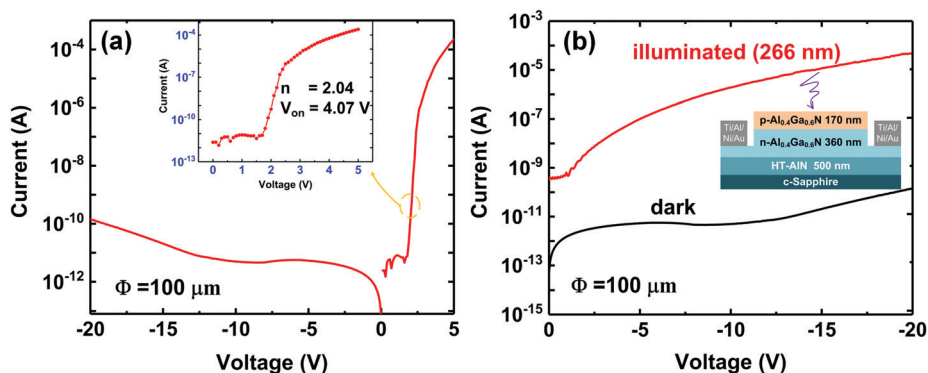 (a)
10⁻⁴
10⁻⁶
10⁻⁸
10⁻¹⁰
10⁻¹²
Current (A)
-20 -15 -10 -5 0 5
Voltage (V)
Φ =100 μm
10⁻⁴
10⁻⁷
10⁻¹⁰
10⁻¹³
Current (A)
n = 2.04
Vₒₙ = 4.07 V
0 1 2 3 4 5
Voltage (V)
(b)
10⁻³
10⁻⁵
10⁻⁷
10⁻⁹
10⁻¹¹
10⁻¹³
10⁻¹⁵
Current (A)
illuminated (266 nm)
dark
Φ =100 μm
0 -5 -10 -15 -20
Voltage (V)
Ti/Al/
Ni/Au
p-Al₀.₄Ga₀.₆N 170 nm
n-Al₀.₄Ga₀.₆N 360 nm
Ti/Al/
Ni/Au
HT-AlN 500 nm
c-Sapphire